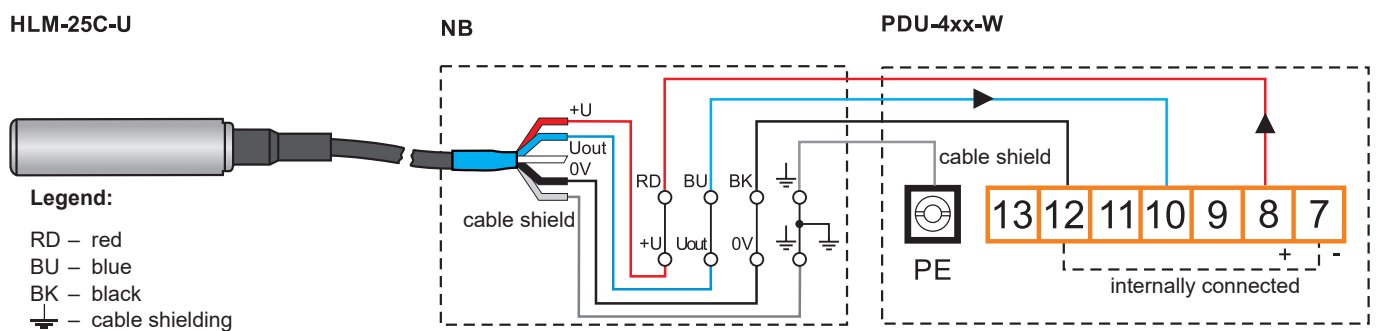 HLM-25C-U
NB
PDU-4xx-W
+U
Uout
0V
cable shield
RD BU BK
+U Uout 0V
cable shield
PE
13 12 11 10 9 8 7
+ -
internally connected
Legend:
RD – red
BU – blue
BK – black
– cable shielding